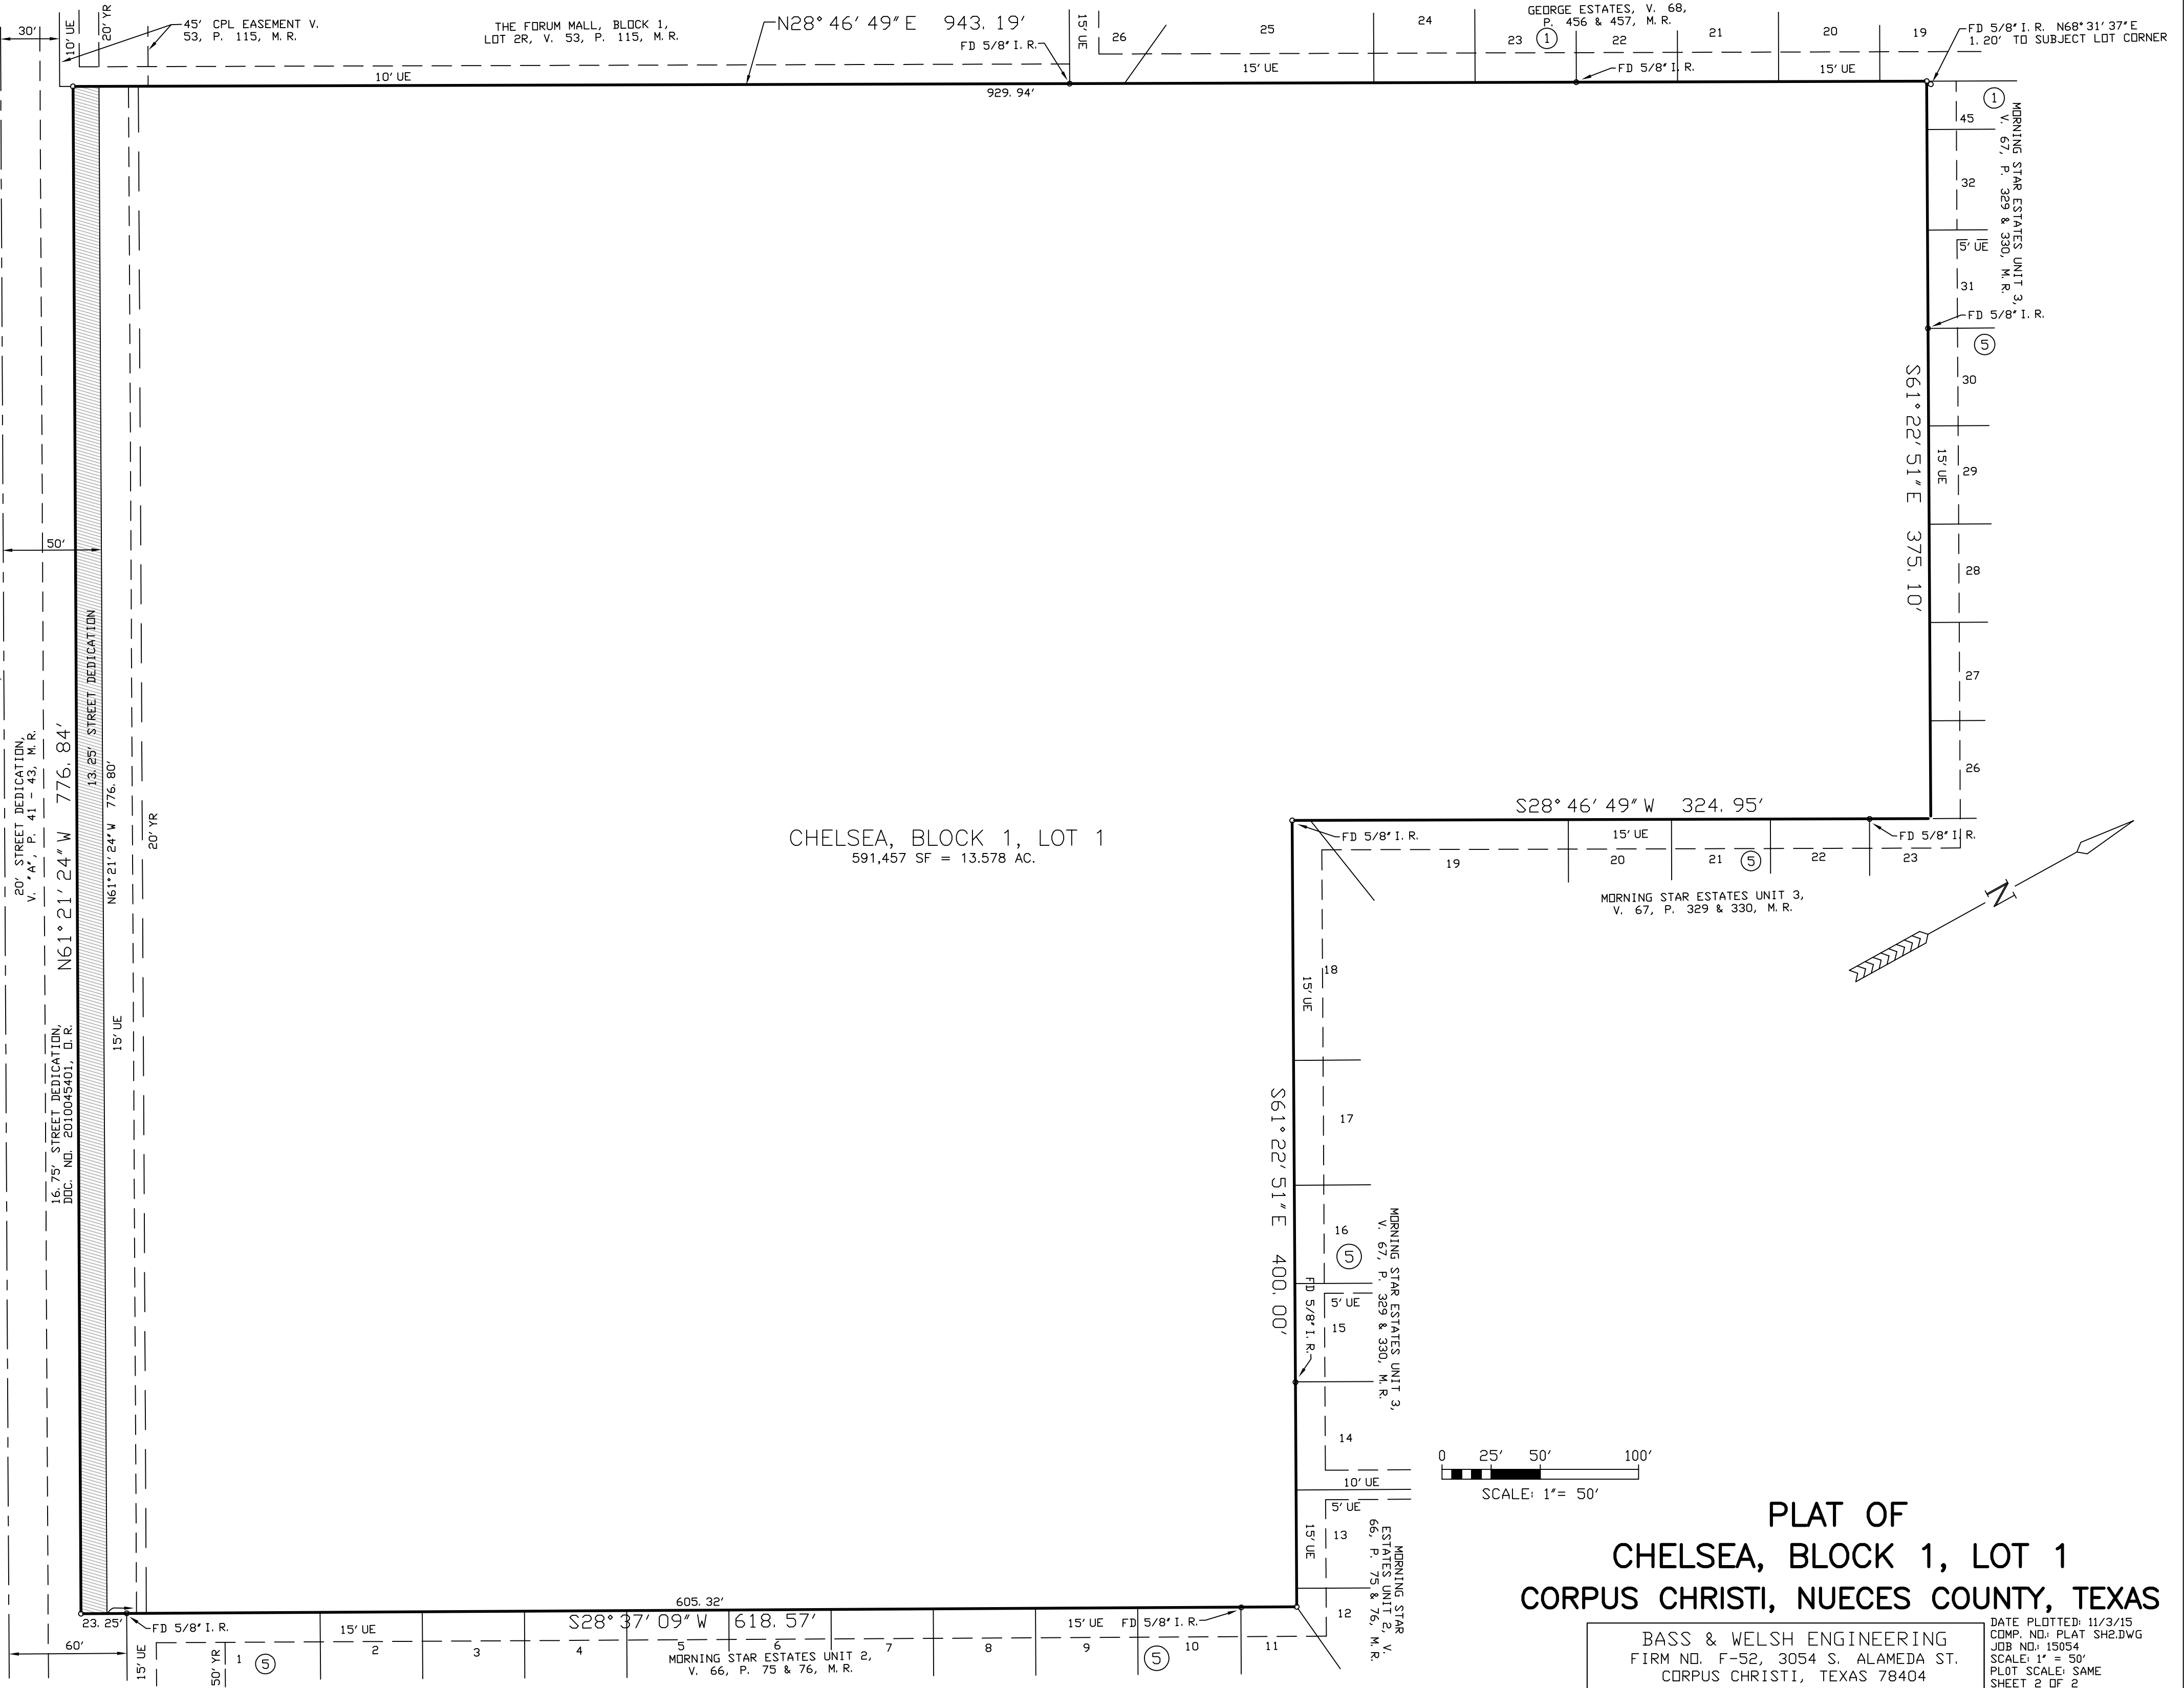 30'
10' UE
20' YR
45' CPL EASEMENT V.
53, P. 115, M. R.
THE FORUM MALL, BLOCK 1,
LOT 2R, V. 53, P. 115, M. R.
N28° 46' 49" E 943. 19'
FD 5/8" I. R.
15' UE
26
25
24
GEORGE ESTATES, V. 68,
P. 456 & 457, M. R.
23
1
22
21
20
19
FD 5/8" I. R. N68° 31' 37" E
1. 20' TO SUBJECT LOT CORNER
10' UE
15' UE
FD 5/8" I. R.
15' UE
929. 94'
1
MORNING STAR ESTATES UNIT 3,
V. 67, P. 329 & 330, M. R.
45
32
5' UE
31
FD 5/8" I. R.
5
30
S61° 22' 51" E 375. 10'
15' UE
29
28
27
26
50'
13. 25' STREET DEDICATION
20' STREET DEDICATION,
V. "A", P. 41 - 43, M. R.
N61° 21' 24" W 776. 84'
N61° 21' 24" W 776. 80'
20' YR
15' UE
16. 75' STREET DEDICATION,
DOC. NO. 2010045401, O. R.
CHELSEA, BLOCK 1, LOT 1
591,457 SF = 13.578 AC.
S28° 46' 49" W 324. 95'
FD 5/8" I. R.
15' UE
FD 5/8" I. R.
19
20
21
5
22
23
MORNING STAR ESTATES UNIT 3,
V. 67, P. 329 & 330, M. R.
N
18
15' UE
17
S61° 22' 51" E 400. 00'
16
5
MORNING STAR ESTATES UNIT 3,
V. 67, P. 329 & 330, M. R.
FD 5/8" I. R.
5' UE
15
14
10' UE
5' UE
15' UE
13
MORNING STAR
ESTATES UNIT 2, V.
66, P. 75 & 76, M. R.
12
0 25' 50' 100'
SCALE: 1"= 50'
605. 32'
23. 25'
FD 5/8" I. R.
S28° 37' 09" W 618. 57'
15' UE
15' UE
FD 5/8" I. R.
60'
15' UE
50' YR
1
5
2
3
4
5
6
7
8
9
5
10
11
MORNING STAR ESTATES UNIT 2,
V. 66, P. 75 & 76, M. R.
PLAT OF
CHELSEA, BLOCK 1, LOT 1
CORPUS CHRISTI, NUECES COUNTY, TEXAS
BASS & WELSH ENGINEERING
FIRM NO. F-52, 3054 S. ALAMEDA ST.
CORPUS CHRISTI, TEXAS 78404
DATE PLOTTED: 11/3/15
COMP. NO.: PLAT SH2.DWG
JOB NO.: 15054
SCALE: 1" = 50'
PLOT SCALE: SAME
SHEET 2 OF 2